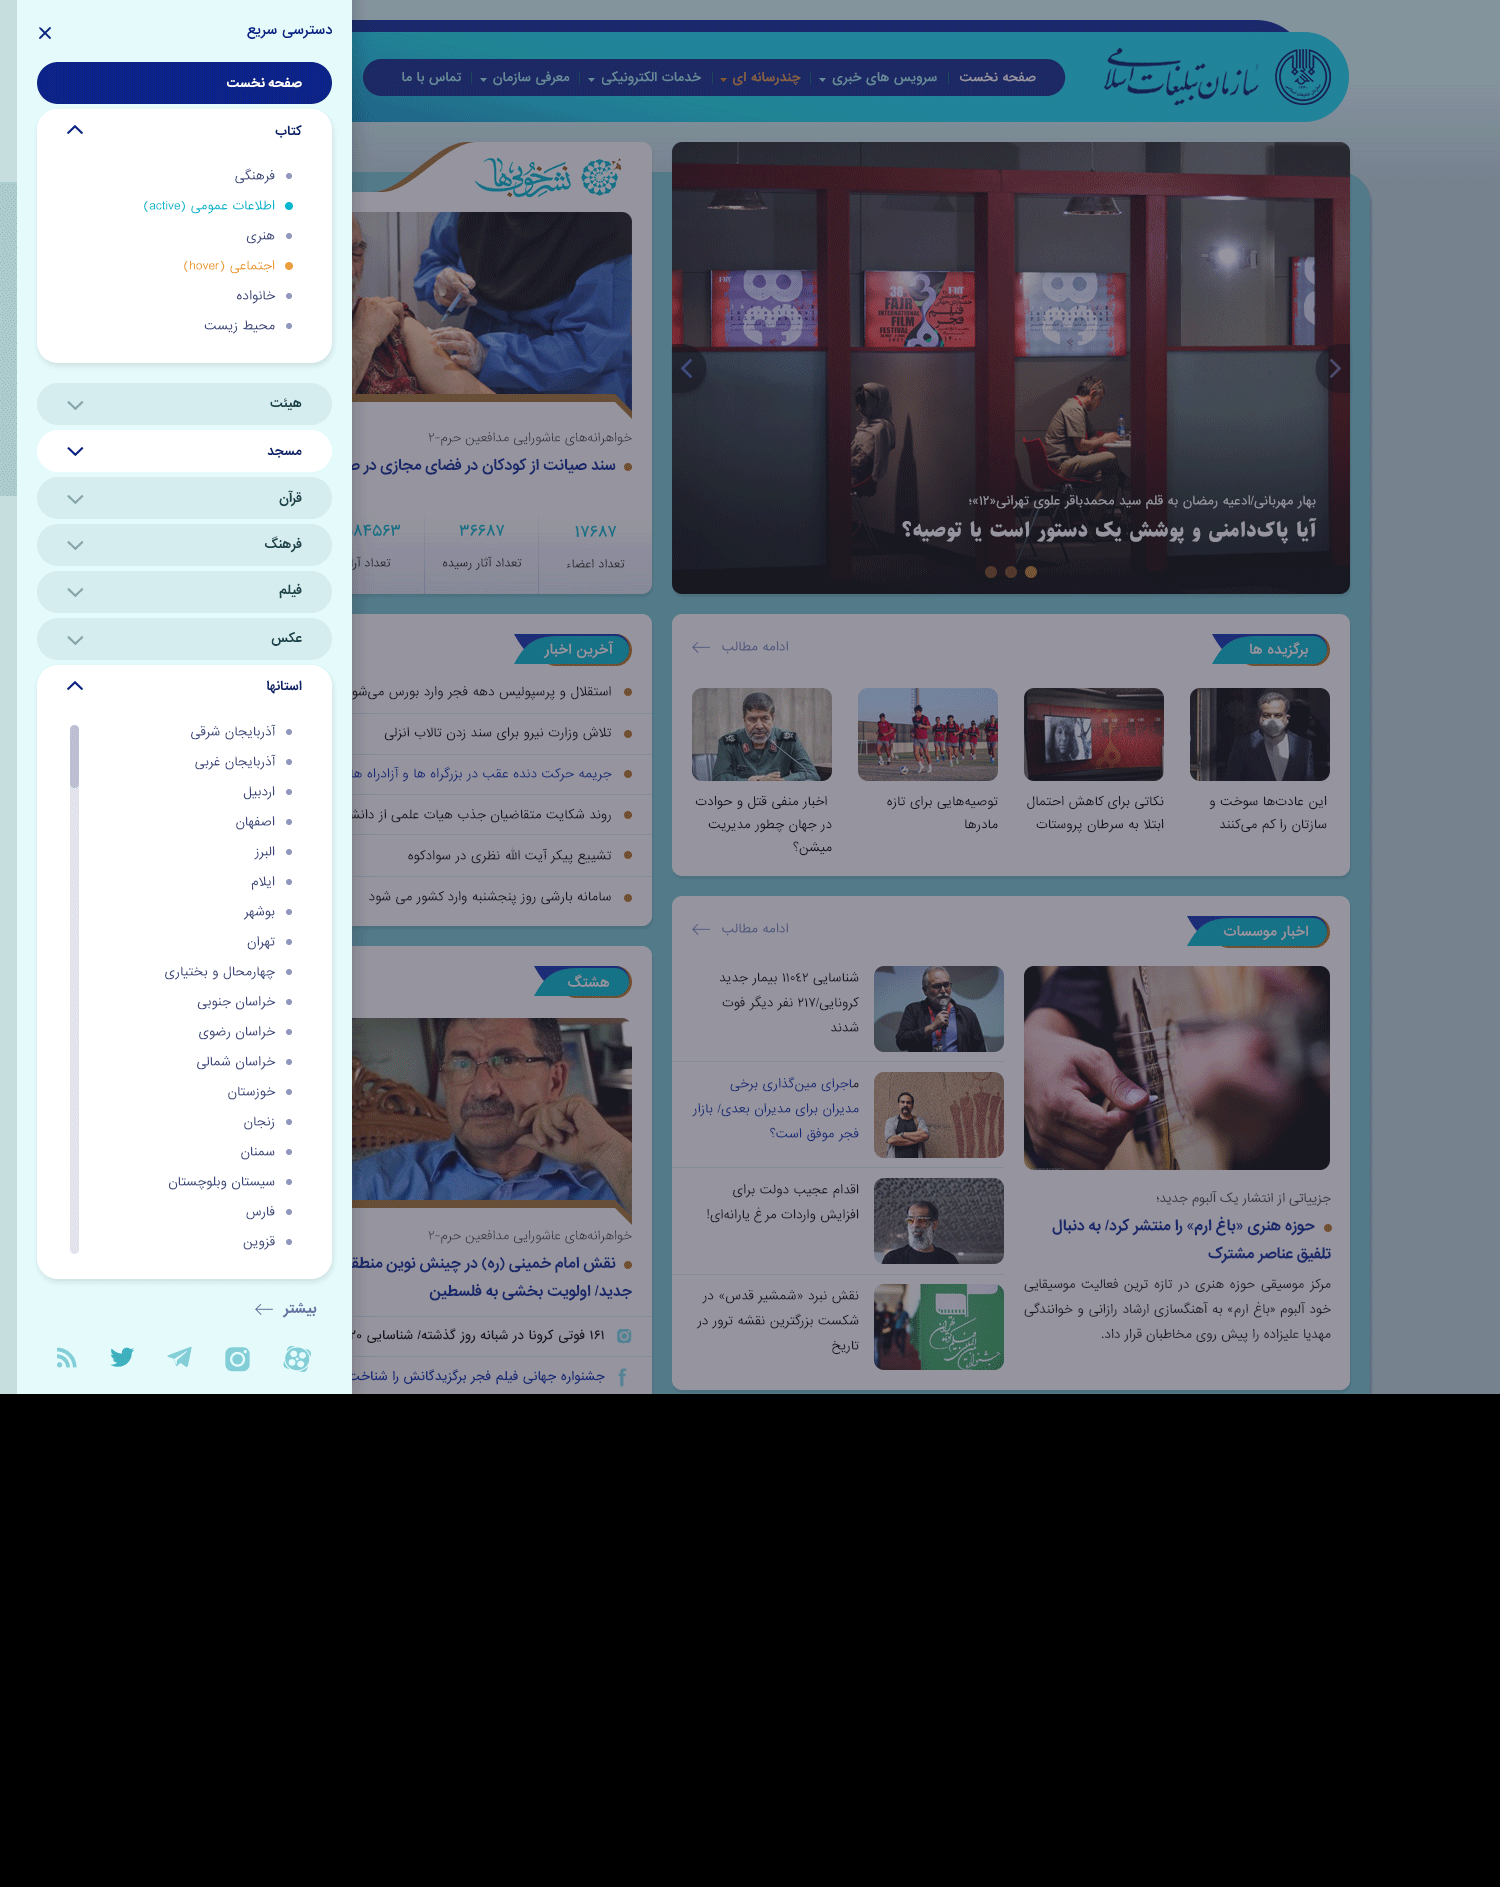 دسترسی سریع
صفحه نخست
کتاب
فرهنگی
اطلاعات عمومی (active)
هنری
اجتماعی (hover)
خانواده
محیط زیست
هیئت
مسجد
قرآن
فرهنگ
فیلم
عکس
استانها
آذربایجان شرقی
آذربایجان غربی
اردبیل
اصفهان
البرز
ایلام
بوشهر
تهران
چهارمحال و بختیاری
خراسان جنوبی
خراسان رضوی
خراسان شمالی
خوزستان
زنجان
سمنان
سیستان وبلوچستان
فارس
قزوین
بیشتر
سازمان تبلیغات اسلامی
صفحه نخست
سرویس های خبری
چندرسانه ای
خدمات الکترونیکی
معرفی سازمان
تماس با ما
38 FAJR INTERNATIONAL FILM FESTIVAL
بهار مهربانی/ادعیه رمضان به قلم سید محمدباقر علوی تهرانی«۱۲»؛
آیا پاک‌دامنی و پوشش یک دستور است یا توصیه؟
نشر خوبی‌ها
خواهرانه‌های عاشورایی مدافعین حرم-۲
سند صیانت از کودکان در فضای مجازی در
۱۷۶۸۷
تعداد اعضاء
۳۶۶۸۷
تعداد آثار رسیده
۸۴۵۶۳
تعداد
برگزیده ها
ادامه مطالب
این عادت‌ها سوخت و
سازتان را کم می‌کنند
نکاتی برای کاهش احتمال
ابتلا به سرطان پروستات
توصیه‌هایی برای تازه
مادرها
اخبار منفی قتل و حوادث
در جهان چطور مدیریت
میشن؟
آخرین اخبار
استقلال و پرسپولیس دهه فجر وارد بورس می‌شو
تلاش وزارت نیرو برای سند زدن تالاب انزلی
جریمه حرکت دنده عقب در بزرگراه ها و آزادراه ها
روند شکایت متقاضیان جذب هیات علمی از دانش
تشییع پیکر آیت الله نظری در سوادکوه
سامانه بارشی روز پنجشنبه وارد کشور می شود
اخبار موسسات
ادامه مطالب
جزییاتی از انتشار یک آلبوم جدید؛
حوزه هنری «باغ ارم» را منتشر کرد/ به دنبال
تلفیق عناصر مشترک
مرکز موسیقی حوزه هنری در تازه ترین فعالیت موسیقایی
خود آلبوم «باغ ارم» به آهنگسازی ارشاد رازانی و خوانندگی
مهدیا علیزاده را پیش روی مخاطبان قرار داد.
شناسایی ۱۱۰۴۲ بیمار جدید
کرونایی/۲۱۷ نفر دیگر فوت
شدند
ماجرای مین‌گذاری برخی
مدیران برای مدیران بعدی/ بازار
فجر موفق است؟
اقدام عجیب دولت برای
افزایش واردات مرغ یارانه‌ای!
نقش نبرد «شمشیر قدس» در
شکست بزرگترین نقشه ترور در
تاریخ
هشتگ
خواهرانه‌های عاشورایی مدافعین حرم-۲
نقش امام خمینی (ره) در چینش نوین منطقه
جدید/ اولویت بخشی به فلسطین
۱۶۱ فوتی کرونا در شبانه روز گذشته/ شناسایی ۲۰
جشنواره جهانی فیلم فجر برگزیدگانش را شناخت